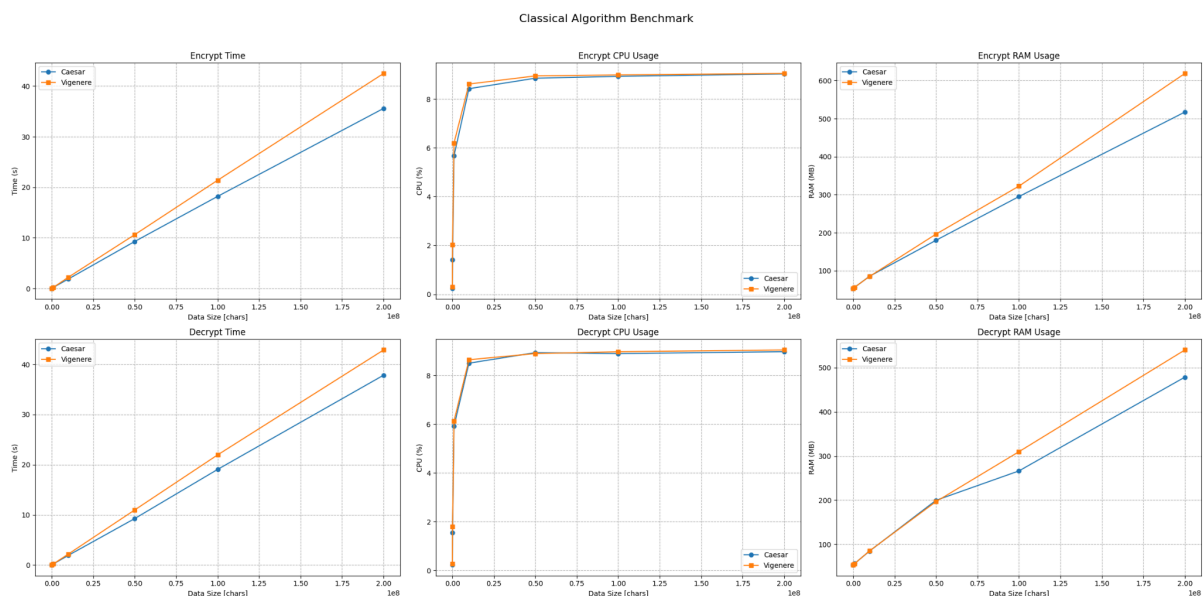 Classical Algorithm Benchmark
Encrypt Time
Caesar
Vigenere
Time (s)
40
30
20
10
0
0.00 0.25 0.50 0.75 1.00 1.25 1.50 1.75 2.00
1e8
Data Size [chars]
Encrypt CPU Usage
CPU (%)
8
6
4
2
0
Caesar
Vigenere
0.00 0.25 0.50 0.75 1.00 1.25 1.50 1.75 2.00
1e8
Data Size [chars]
Encrypt RAM Usage
Caesar
Vigenere
RAM (MB)
600
500
400
300
200
100
0.00 0.25 0.50 0.75 1.00 1.25 1.50 1.75 2.00
1e8
Data Size [chars]
Decrypt Time
Caesar
Vigenere
Time (s)
40
30
20
10
0
0.00 0.25 0.50 0.75 1.00 1.25 1.50 1.75 2.00
1e8
Data Size [chars]
Decrypt CPU Usage
CPU (%)
8
6
4
2
0
Caesar
Vigenere
0.00 0.25 0.50 0.75 1.00 1.25 1.50 1.75 2.00
1e8
Data Size [chars]
Decrypt RAM Usage
Caesar
Vigenere
RAM (MB)
500
400
300
200
100
0.00 0.25 0.50 0.75 1.00 1.25 1.50 1.75 2.00
1e8
Data Size [chars]